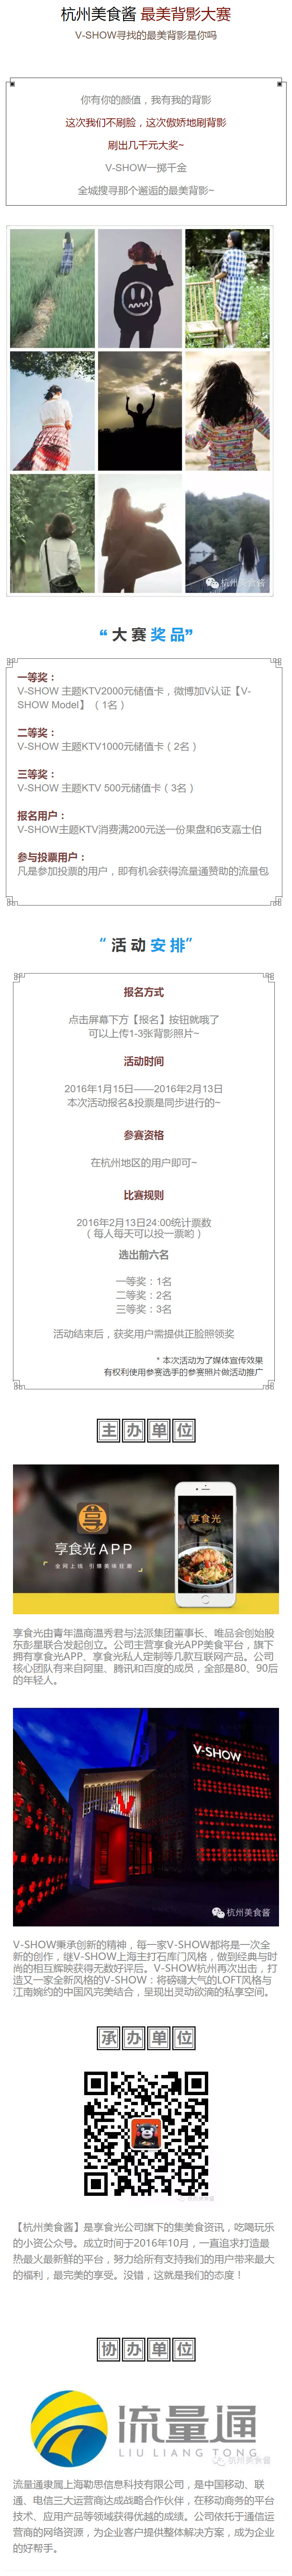 杭州美食酱 最美背影大赛
V-SHOW寻找的最美背影是你吗
你有你的颜值，我有我的背影
这次我们不刷脸，这次傲娇地刷背影
刷出几千元大奖~
V-SHOW一掷千金
全城搜寻那个邂逅的最美背影~
杭州美食酱
“大赛奖品”
一等奖：
V-SHOW 主题KTV2000元储值卡，微博加V认证【V-
SHOW Model】（1名）
二等奖：
V-SHOW 主题KTV1000元储值卡（2名）
三等奖：
V-SHOW 主题KTV 500元储值卡（3名）
报名用户：
V-SHOW主题KTV消费满200元送一份果盘和6支嘉士伯
参与投票用户：
凡是参加投票的用户，即有机会获得流量通赞助的流量包
“活动安排”
报名方式
点击屏幕下方【报名】按钮就哦了
可以上传1-3张背影照片~
活动时间
2016年1月15日——2016年2月13日
本次活动报名&投票是同步进行的~
参赛资格
在杭州地区的用户即可~
比赛规则
2016年2月13日24:00统计票数
（每人每天可以投一票哟）
选出前六名
一等奖：1名
二等奖：2名
三等奖：3名
活动结束后，获奖用户需提供正脸照领奖
* 本次活动为了媒体宣传效果
有权利使用参赛选手的参赛照片做活动推广
主办单位
享
享食光APP
全网上线 引爆美味狂潮
享食光
享食光由青年温商温秀君与法派集团董事长、唯品会创始股
东彭星联合发起创立。公司主营享食光APP美食平台，旗下
拥有享食光APP、享食光私人定制等几款互联网产品。公司
核心团队有来自阿里、腾讯和百度的成员，全部是80、90后
的年轻人。
V-SHOW
V
杭州美食酱
V-SHOW秉承创新的精神，每一家V-SHOW都将是一次全
新的创作，继V-SHOW上海主打石库门风格，做到经典与时
尚的相互辉映获得无数好评后。V-SHOW杭州再次出击，打
造又一家全新风格的V-SHOW：将磅礴大气的LOFT风格与
江南婉约的中国风完美结合，呈现出灵动欲滴的私享空间。
承办单位
杭州美食酱
【杭州美食酱】是享食光公司旗下的集美食资讯，吃喝玩乐
的小资公众号。成立时间于2016年10月，一直追求打造最
热最火最新鲜的平台，努力给所有支持我们的用户带来最大
的福利，最完美的享受。没错，这就是我们的态度！
协办单位
流量通
LIU LIANG TONG
杭州美食酱
流量通隶属上海勒思信息科技有限公司，是中国移动、联
通、电信三大运营商达成战略合作伙伴，在移动商务的平台
技术、应用产品等领域获得优越的成绩。公司依托于通信运
营商的网络资源，为企业客户提供整体解决方案，成为企业
的好帮手。